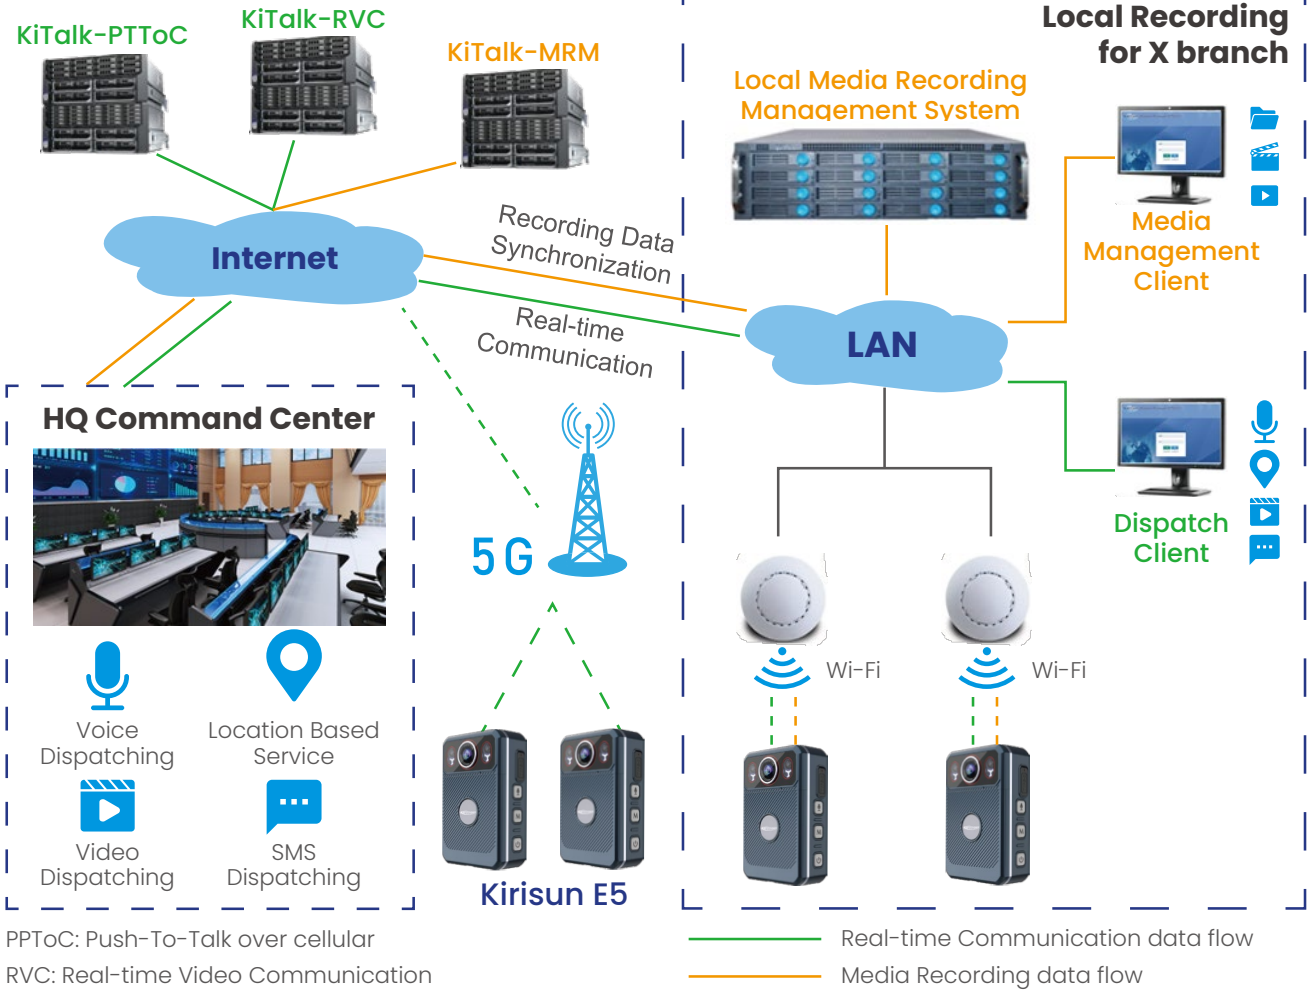 KiTalk-PTToC
KiTalk-RVC
KiTalk-MRM
Local Recording
for X branch
Local Media Recording
Management System
Media
Management
Client
Internet
Recording Data
Synchronization
Real-time
Communication
LAN
HQ Command Center
5G
Dispatch
Client
Wi-Fi
Wi-Fi
Voice
Dispatching
Location Based
Service
Video
Dispatching
SMS
Dispatching
Kirisun E5
PPToC: Push-To-Talk over cellular
RVC: Real-time Video Communication
Real-time Communication data flow
Media Recording data flow